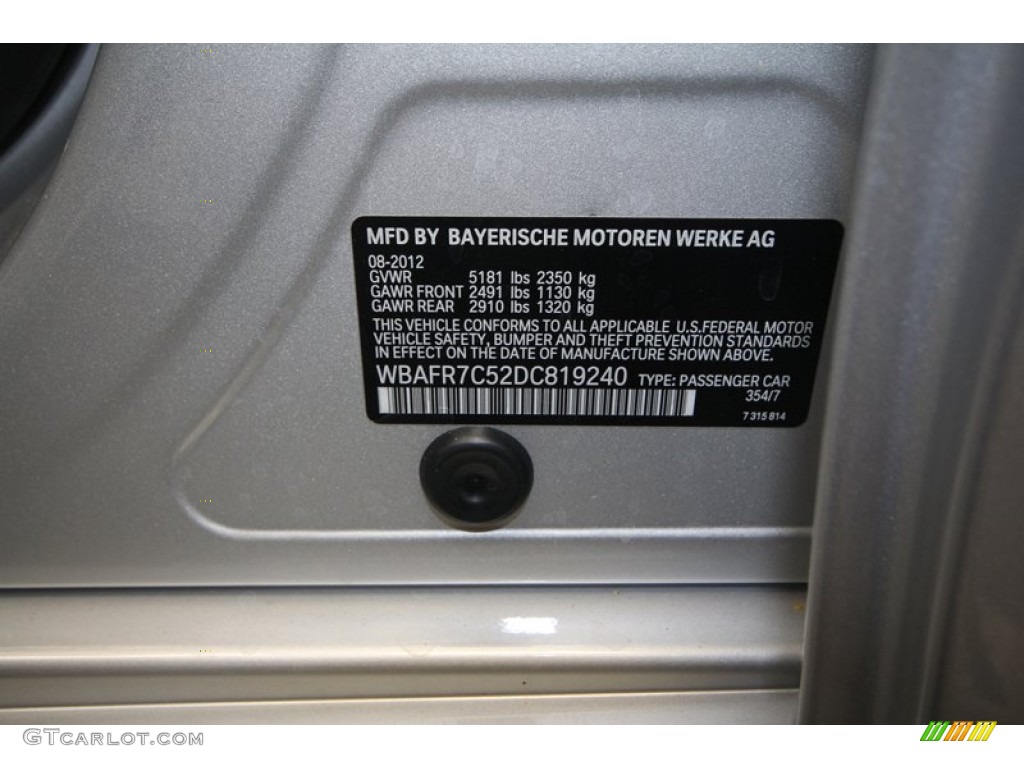 MFD BY BAYERISCHE MOTOREN WERKE AG
08-2012
GVWR 5181 lbs 2350 kg
GAWR FRONT 2491 lbs 1130 kg
GAWR REAR 2910 lbs 1320 kg
THIS VEHICLE CONFORMS TO ALL APPLICABLE U.S.FEDERAL MOTOR
VEHICLE SAFETY, BUMPER AND THEFT PREVENTION STANDARDS
IN EFFECT ON THE DATE OF MANUFACTURE SHOWN ABOVE.
WBAFR7C52DC819240 TYPE: PASSENGER CAR
354/7
7 315 814
GTCARLOT.COM